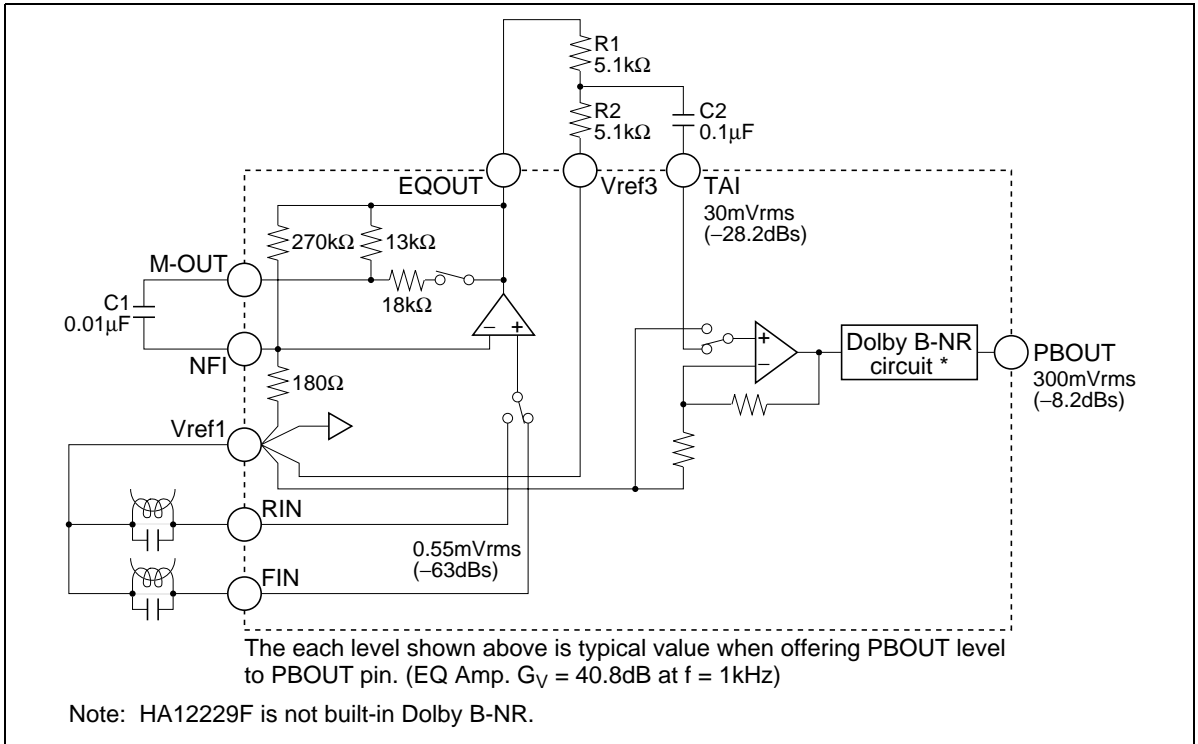 R1
5.1kΩ
R2
5.1kΩ
C2
0.1μF
EQOUT
Vref3
TAI
30mVrms
(−28.2dBs)
270kΩ
13kΩ
M-OUT
18kΩ
C1
0.01μF
− +
NFI
180Ω
+
−
Dolby B-NR
circuit *
PBOUT
300mVrms
(−8.2dBs)
Vref1
RIN
0.55mVrms
(−63dBs)
FIN
The each level shown above is typical value when offering PBOUT level
to PBOUT pin. (EQ Amp. GV = 40.8dB at f = 1kHz)
Note: HA12229F is not built-in Dolby B-NR.